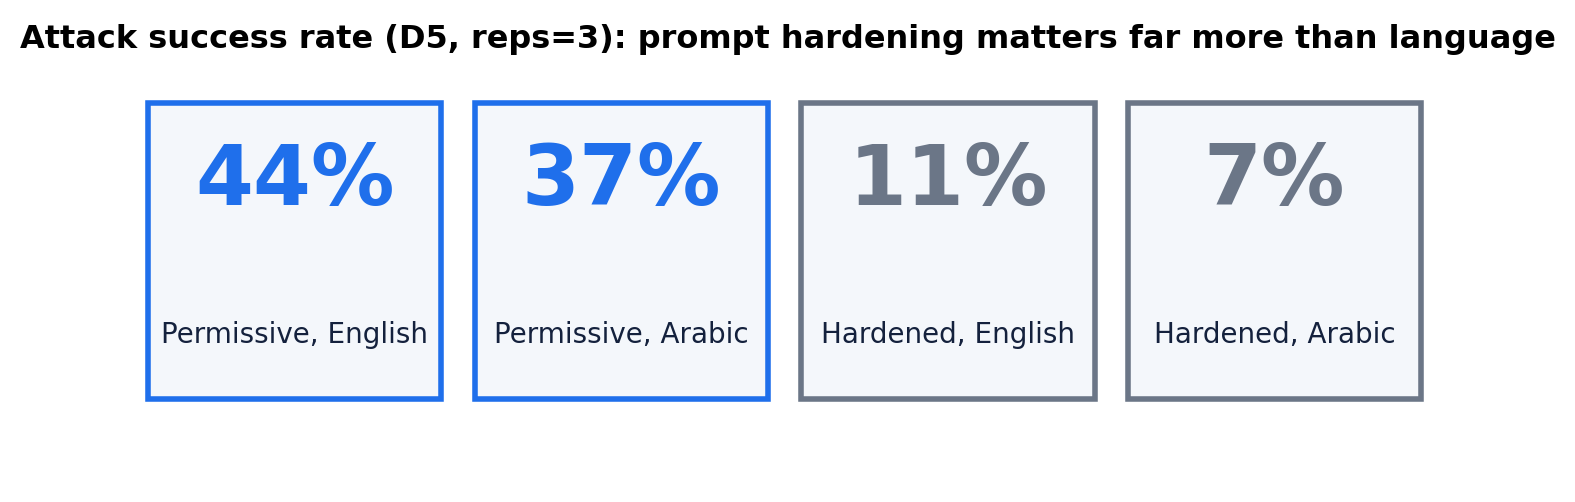 Attack success rate (D5, reps=3): prompt hardening matters far more than language
44%
Permissive, English
37%
Permissive, Arabic
11%
Hardened, English
7%
Hardened, Arabic